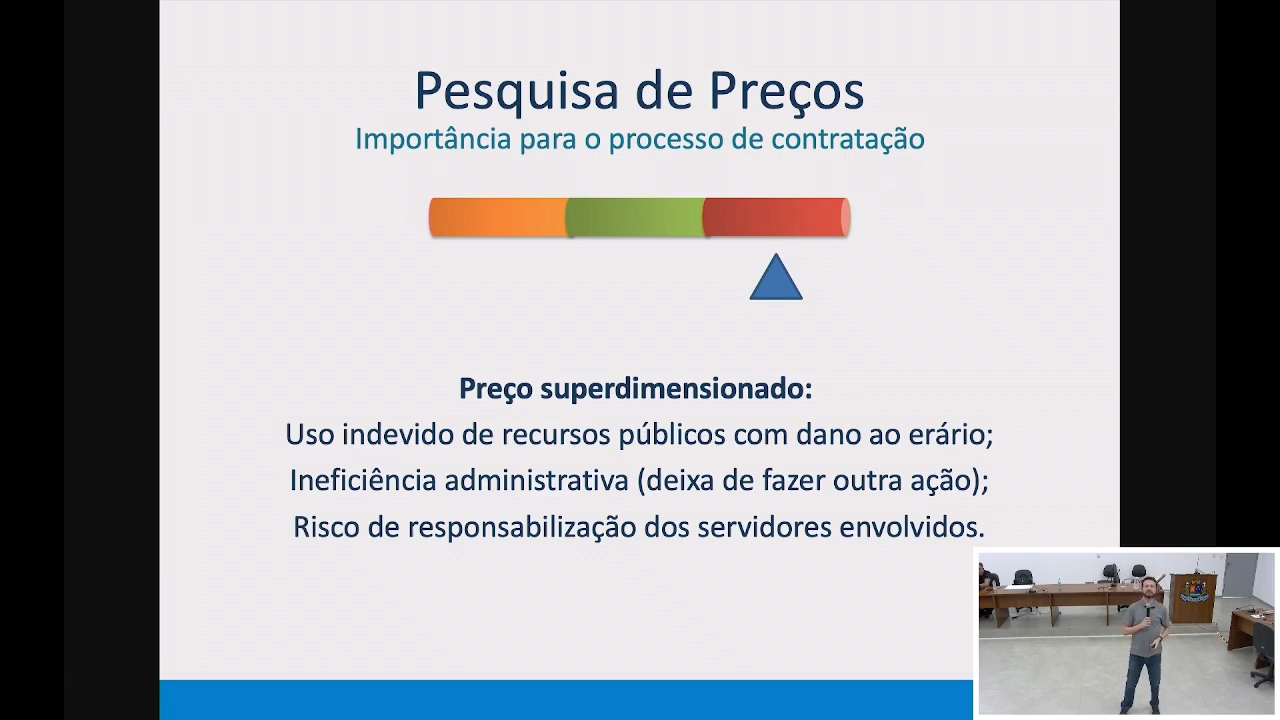 Pesquisa de Preços
Importância para o processo de contratação
Preço superdimensionado:
Uso indevido de recursos públicos com dano ao erário;
Ineficiência administrativa (deixa de fazer outra ação);
Risco de responsabilização dos servidores envolvidos.